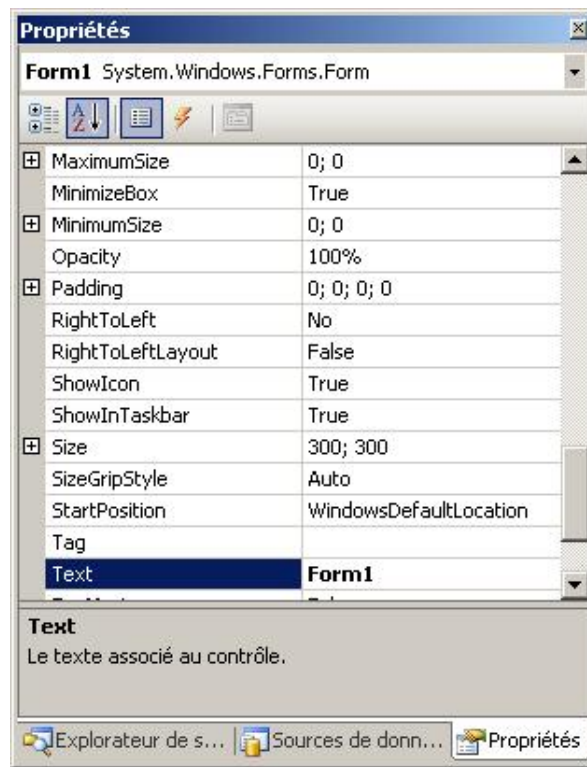 Propriétés
Form1 System.Windows.Forms.Form
MaximumSize 0; 0
MinimizeBox True
MinimumSize 0; 0
Opacity 100%
Padding 0; 0; 0; 0
RightToLeft No
RightToLeftLayout False
ShowIcon True
ShowInTaskbar True
Size 300; 300
SizeGripStyle Auto
StartPosition WindowsDefaultLocation
Tag
Text Form1
Text
Le texte associé au contrôle.
Explorateur de s... Sources de donn... Propriétés